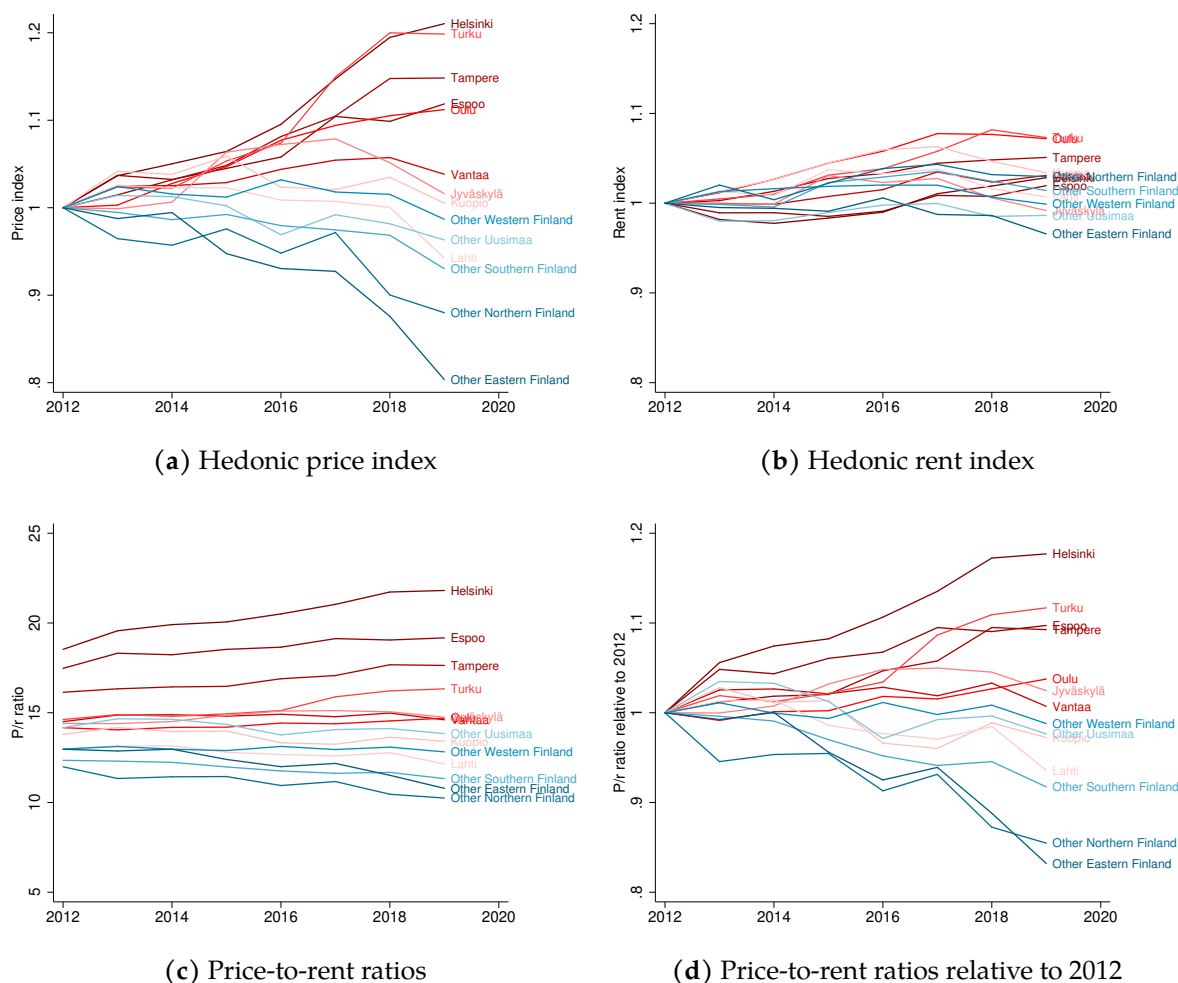 Price index
.8
.9
1
1.1
1.2
2012
2014
2016
2018
2020
Helsinki
Turku
Tampere
Espoo
Oulu
Vantaa
Jyväskylä
Kuopio
Other Western Finland
Other Uusimaa
Lahti
Other Southern Finland
Other Northern Finland
Other Eastern Finland
(a) Hedonic price index
Rent index
.8
.9
1
1.1
1.2
2012
2014
2016
2018
2020
Turku
Oulu
Tampere
Other Northern Finland
Espoo
Other Southern Finland
Other Western Finland
Jyväskylä
Other Uusimaa
Other Eastern Finland
(b) Hedonic rent index
P/r ratio
5
10
15
20
25
2012
2014
2016
2018
2020
Helsinki
Espoo
Tampere
Turku
Jyväskylä
Vantaa
Other Uusimaa
Kuopio
Other Western Finland
Lahti
Other Southern Finland
Other Eastern Finland
Other Northern Finland
(c) Price-to-rent ratios
P/r ratio relative to 2012
.8
.9
1
1.1
1.2
2012
2014
2016
2018
2020
Helsinki
Turku
Espoo
Tampere
Oulu
Jyväskylä
Vantaa
Other Western Finland
Other Uusimaa
Kuopio
Lahti
Other Southern Finland
Other Northern Finland
Other Eastern Finland
(d) Price-to-rent ratios relative to 2012